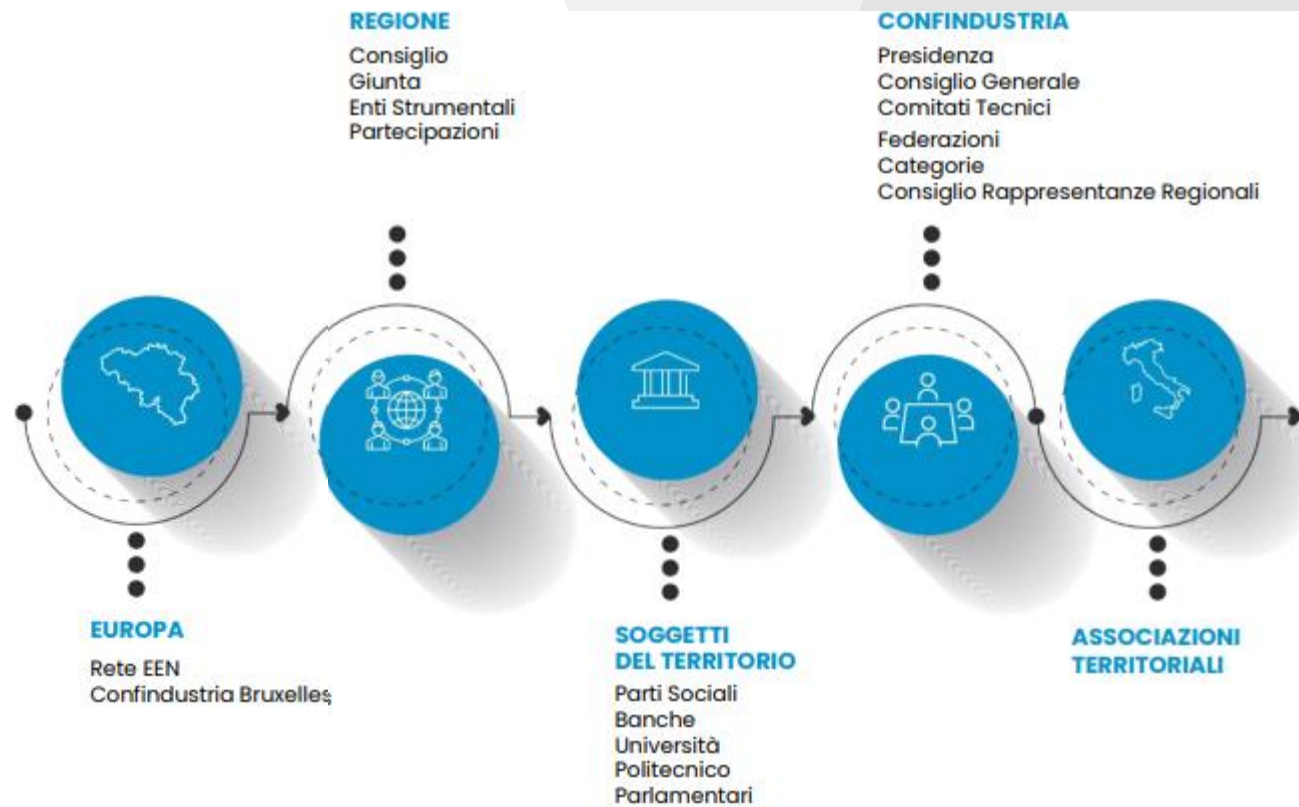 REGIONE
Consiglio
Giunta
Enti Strumentali
Partecipazioni
CONFINDUSTRIA
Presidenza
Consiglio Generale
Comitati Tecnici
Federazioni
Categorie
Consiglio Rappresentanze Regionali
EUROPA
Rete EEN
Confindustria Bruxelles
SOGGETTI
DEL TERRITORIO
Parti Sociali
Banche
Università
Politecnico
Parlamentari
ASSOCIAZIONI
TERRITORIALI